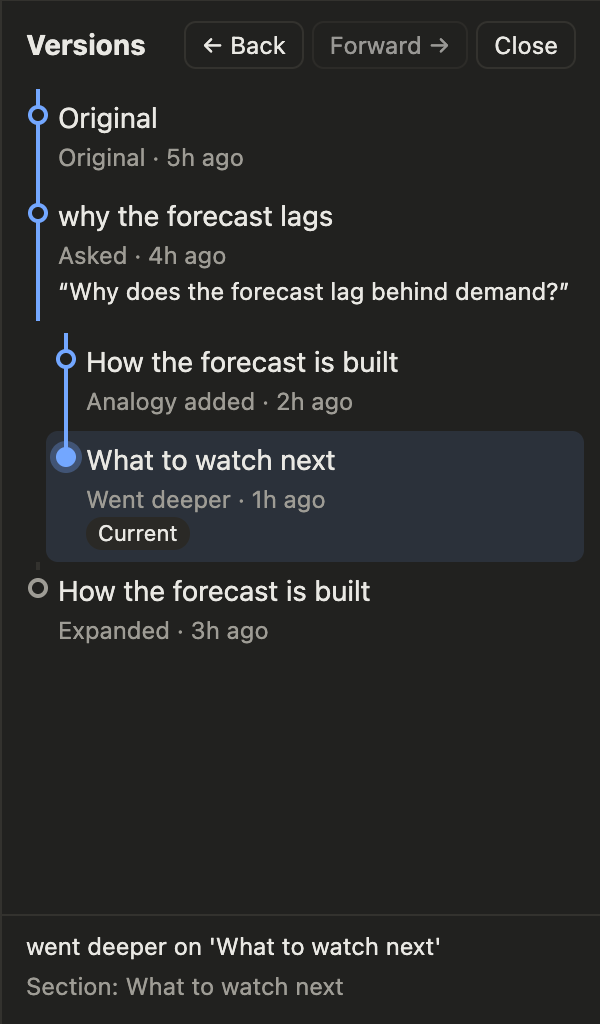 Versions
← Back
Forward →
Close
Original
Original · 5h ago
why the forecast lags
Asked · 4h ago
“Why does the forecast lag behind demand?”
How the forecast is built
Analogy added · 2h ago
What to watch next
Went deeper · 1h ago
Current
How the forecast is built
Expanded · 3h ago
went deeper on 'What to watch next'
Section: What to watch next